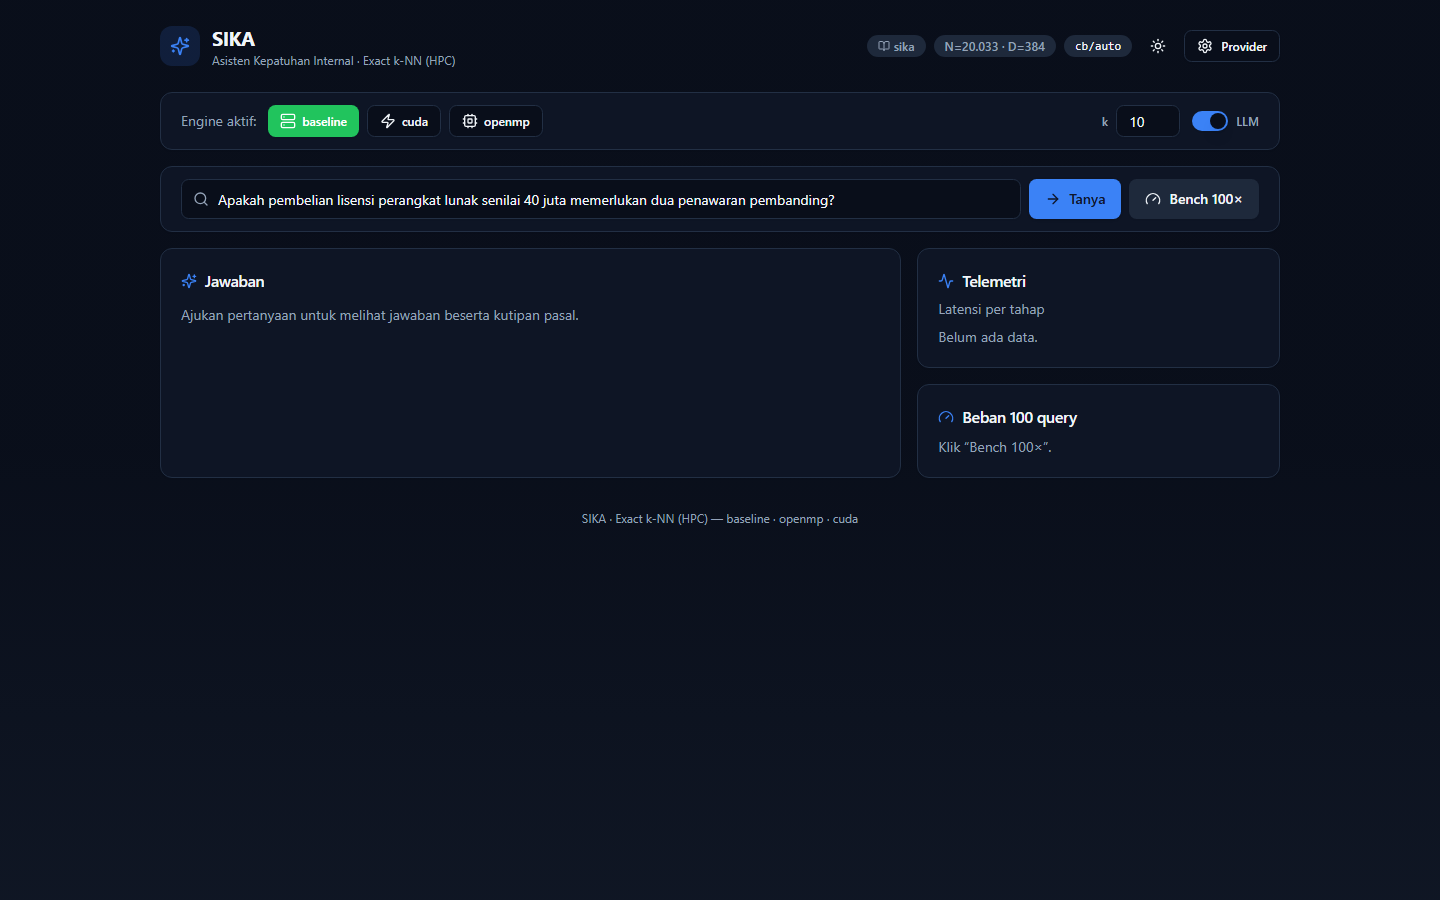 SIKA
Asisten Kepatuhan Internal · Exact k-NN (HPC)
sika
N=20.033 · D=384
cb/auto
Provider
Engine aktif:
baseline
cuda
openmp
k
10
LLM
Apakah pembelian lisensi perangkat lunak senilai 40 juta memerlukan dua penawaran pembanding?
Tanya
Bench 100×
Jawaban
Ajukan pertanyaan untuk melihat jawaban beserta kutipan pasal.
Telemetri
Latensi per tahap
Belum ada data.
Beban 100 query
Klik “Bench 100×”.
SIKA · Exact k-NN (HPC) — baseline · openmp · cuda